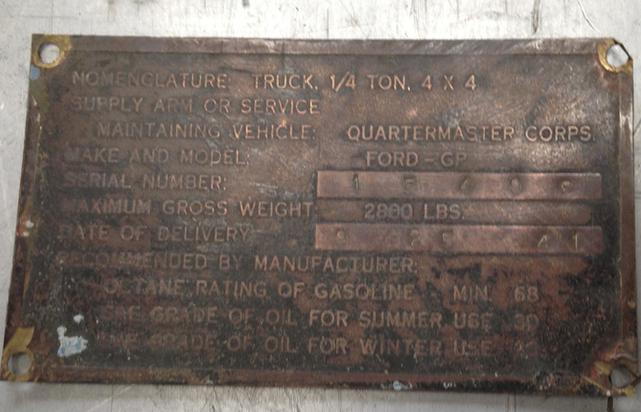 NOMENCLATURE: TRUCK, 1/4 TON, 4 X 4
SUPPLY ARM OR SERVICE
MAINTAINING VEHICLE: QUARTERMASTER CORPS.
MAKE AND MODEL: FORD-GP
SERIAL NUMBER:
MAXIMUM GROSS WEIGHT: 2800 LBS.
DATE OF DELIVERY 41
RECOMMENDED BY MANUFACTURER:
OCTANE RATING OF GASOLINE MIN. 68
GRADE OF OIL FOR SUMMER USE 30
GRADE OF OIL FOR WINTER USE